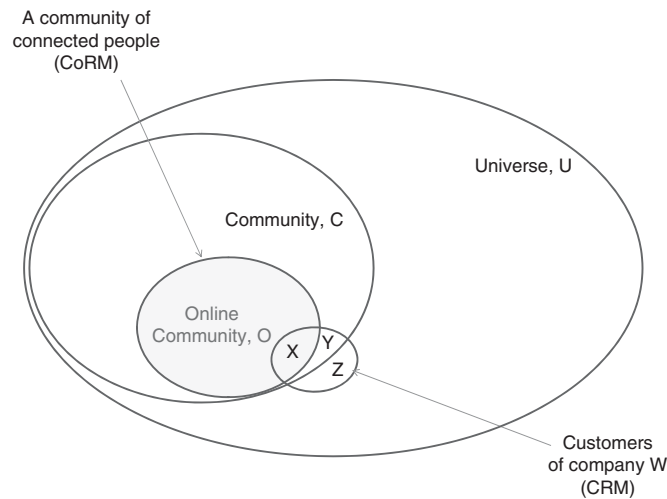 A community of
connected people
(CoRM)
Universe, U
Community, C
Online
Community, O
X
Y
Z
Customers
of company W
(CRM)